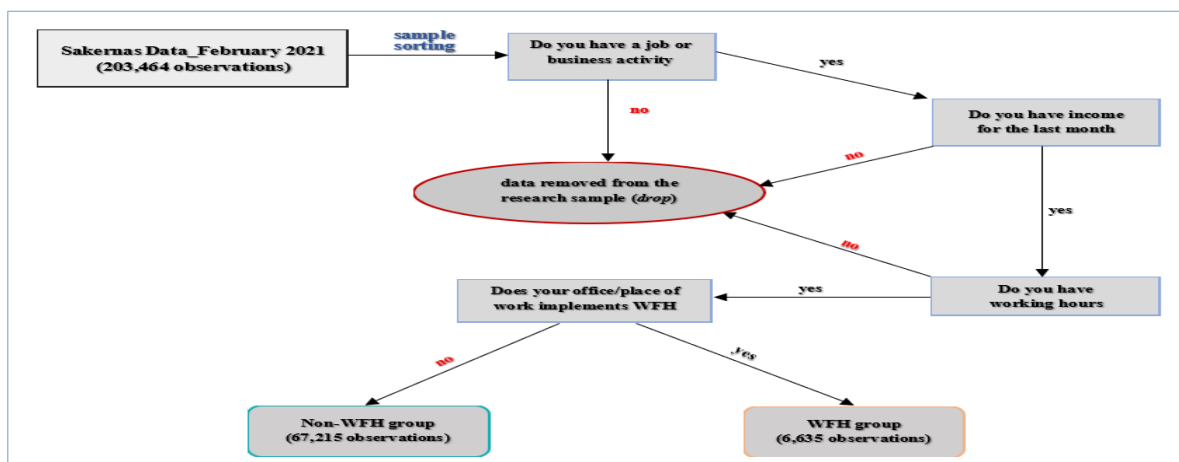 Sakernas Data_February 2021
(203,464 observations)
sample
sorting
Do you have a job or
business activity
yes
no
Do you have income
for the last month
no
yes
data removed from the
research sample (drop)
no
Do you have
working hours
yes
Does your office/place of
work implements WFH
no
yes
Non-WFH group
(67,215 observations)
WFH group
(6,635 observations)